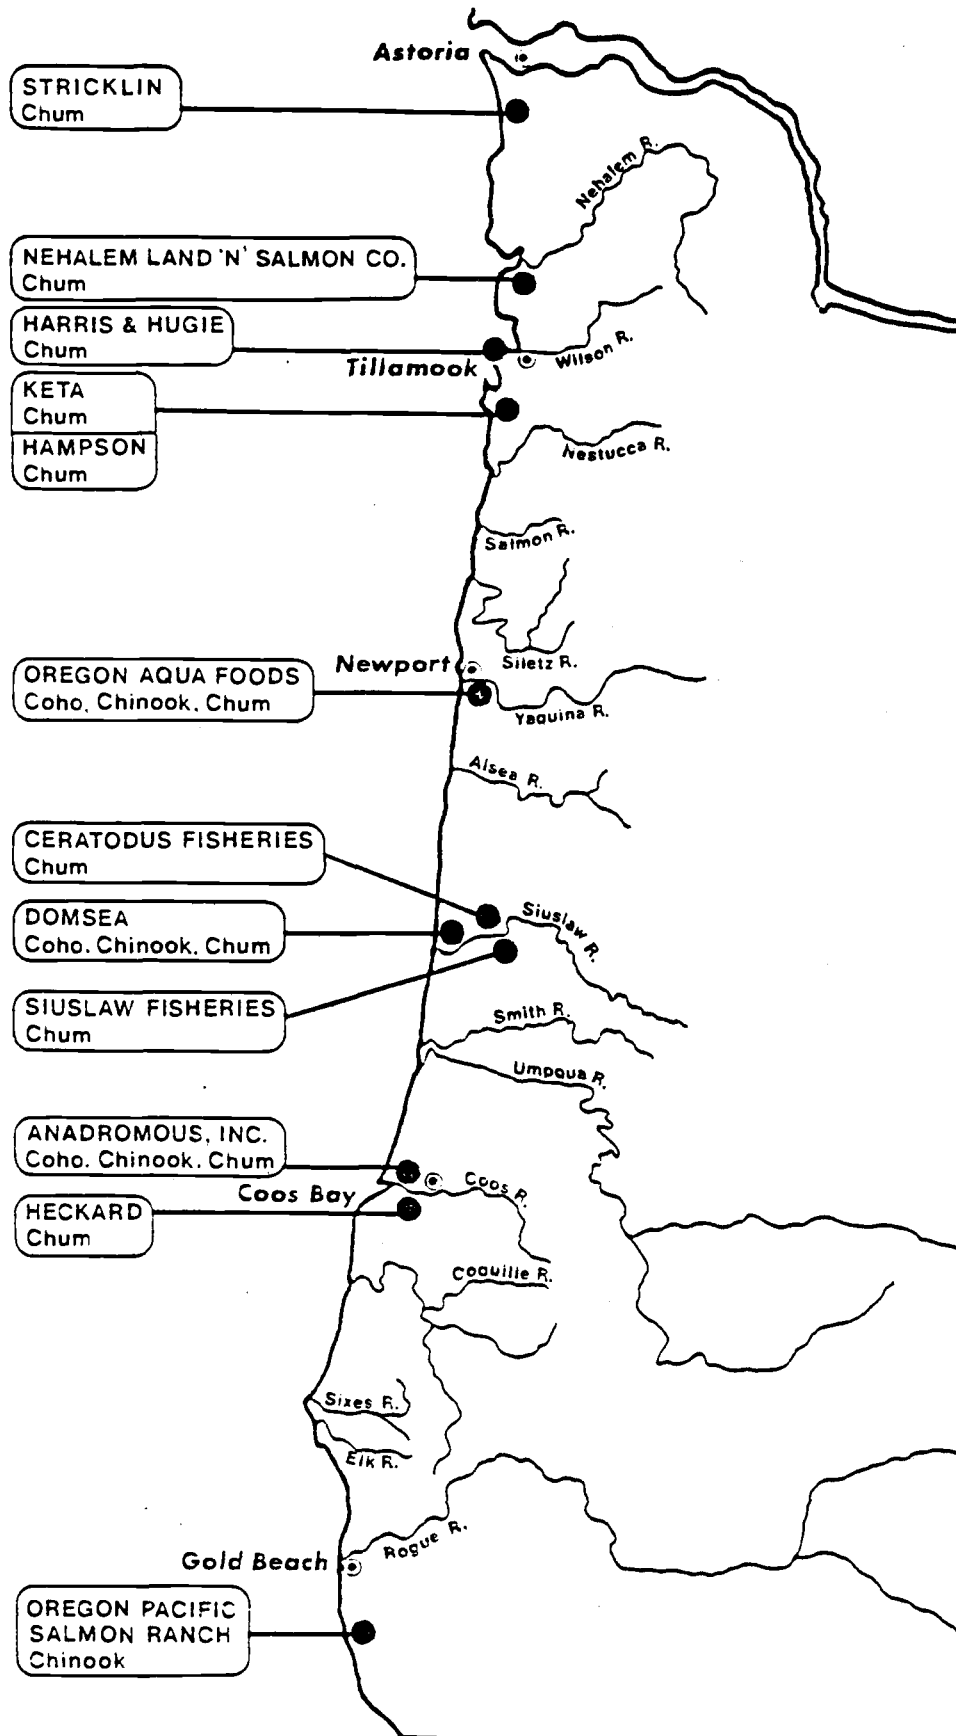 Astoria
STRICKLIN
Chum
Nehalem R.
NEHALEM LAND 'N' SALMON CO.
Chum
HARRIS & HUGIE
Chum
Wilson R.
Tillamook
KETA
Chum
HAMPSON
Chum
Nestucca R.
Salmon R.
Newport
Siletz R.
OREGON AQUA FOODS
Coho, Chinook, Chum
Yaquina R.
Alsea R.
CERATODUS FISHERIES
Chum
DOMSEA
Coho, Chinook, Chum
Siuslaw R.
SIUSLAW FISHERIES
Chum
Smith R.
Umpqua R.
ANADROMOUS, INC.
Coho, Chinook, Chum
Coos Bay
Coos R.
HECKARD
Chum
Coquille R.
Sixes R.
Elk R.
Rogue R.
Gold Beach
OREGON PACIFIC
SALMON RANCH
Chinook